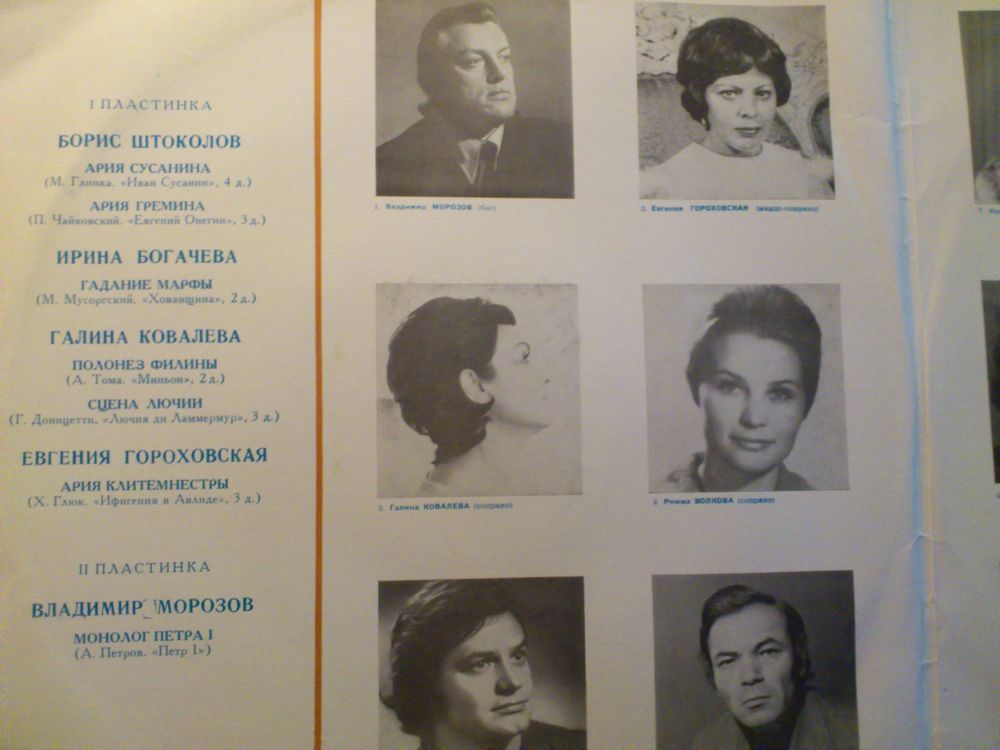 I ПЛАСТИНКА
БОРИС ШТОКОЛОВ
АРИЯ СУСАНИНА
(М. Глинка. «Иван Сусанин», 4 д.)
АРИЯ ГРЕМИНА
(П. Чайковский. «Евгений Онегин», 3 д.)
ИРИНА БОГАЧЕВА
ГАДАНИЕ МАРФЫ
(М. Мусоргский. «Хованщина», 2 д.)
ГАЛИНА КОВАЛЕВА
ПОЛОНЕЗ ФИЛИНЫ
(А. Тома. «Миньон», 2 д.)
СЦЕНА ЛЮЧИИ
(Г. Доницетти, «Лючия ди Ламмермур», 3 д.)
ЕВГЕНИЯ ГОРОХОВСКАЯ
АРИЯ КЛИТЕМНЕСТРЫ
(Х. Глюк. «Ифигения в Авлиде», 3 д.)
II ПЛАСТИНКА
ВЛАДИМИР МОРОЗОВ
МОНОЛОГ ПЕТРА I
(А. Петров. «Петр I»)
1. Владимир МОРОЗОВ (бас)
2. Евгения ГОРОХОВСКАЯ (меццо-сопрано)
3. Галина КОВАЛЕВА (сопрано)
4. Римма ВОЛКОВА (сопрано)
7.